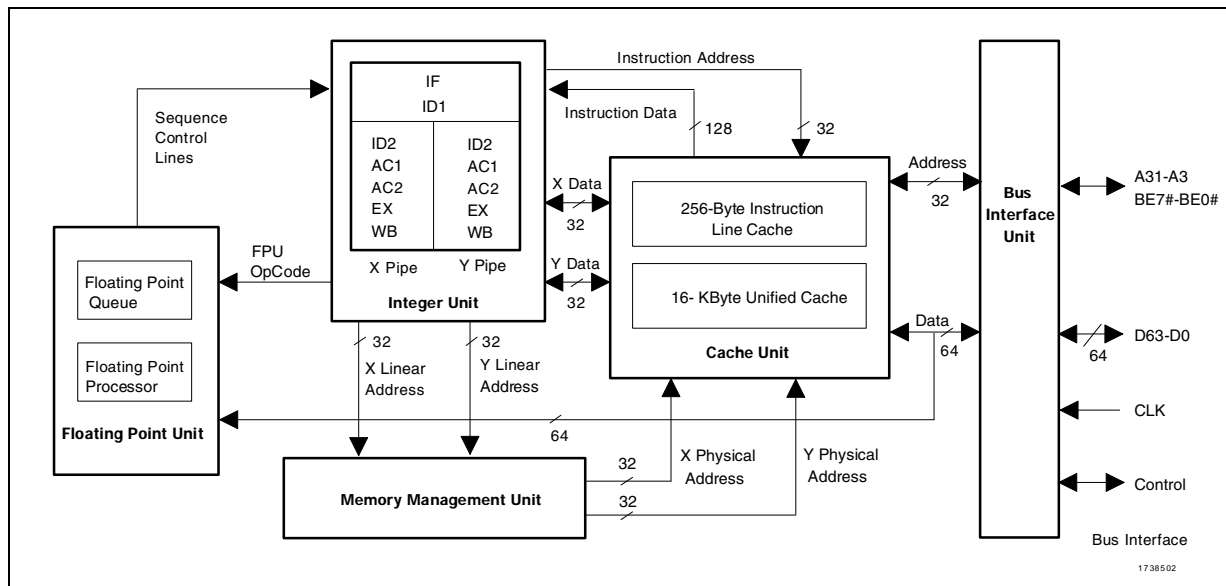 Instruction Address
Instruction Data
128
32
Sequence
Control
Lines
IF
ID1
ID2
AC1
AC2
EX
WB
ID2
AC1
AC2
EX
WB
X Pipe
Y Pipe
Integer Unit
X Data
32
Y Data
32
256-Byte Instruction
Line Cache
16- KByte Unified Cache
Cache Unit
Address
32
Data
64
Bus
Interface
Unit
A31-A3
BE7#-BE0#
D63-D0
64
CLK
Control
Bus Interface
1738502
FPU
OpCode
Floating Point
Queue
Floating Point
Processor
Floating Point Unit
32
X Linear
Address
32
Y Linear
Address
64
Memory Management Unit
32
32
X Physical
Address
Y Physical
Address